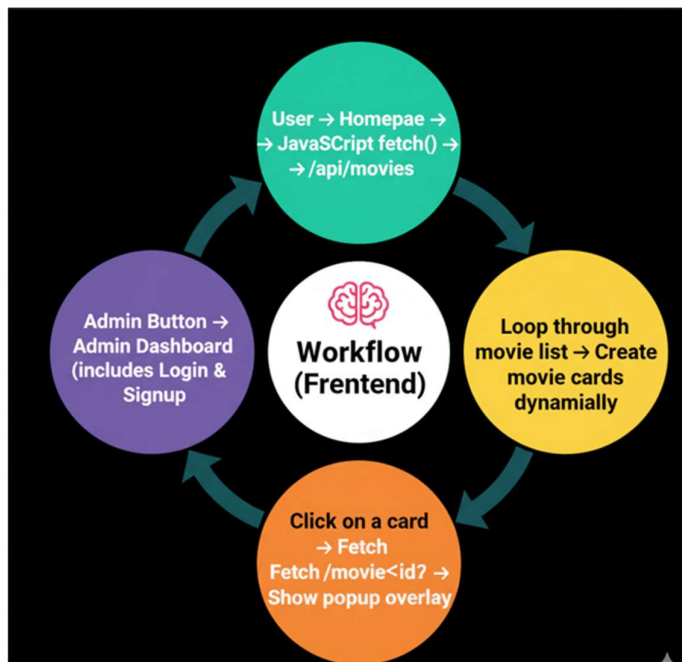 User → Homepae →
→ JavaSCript fetch() →
→ /api/movies
Loop through
movie list → Create
movie cards
dynamially
Click on a card
→ Fetch
Fetch /movie<id? →
Show popup overlay
Admin Button →
Admin Dashboard
(includes Login &
Signup
Workflow
(Frentend)